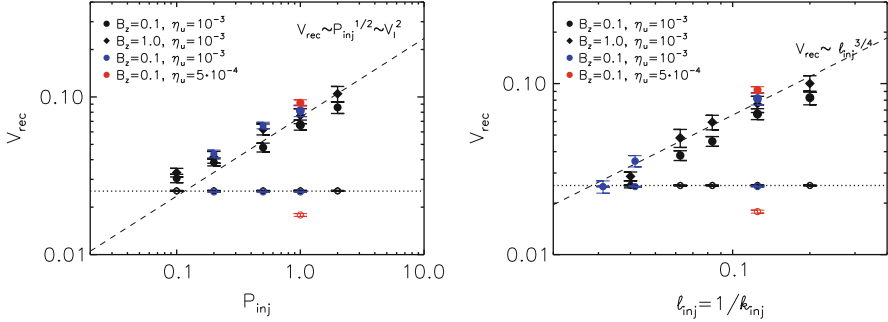 B_z=0.1, η_u=10^{-3}
B_z=1.0, η_u=10^{-3}
B_z=0.1, η_u=10^{-3}
B_z=0.1, η_u=5·10^{-4}
V_rec~P_inj^{1/2}~V_l^2
0.10
0.01
V_rec
0.1
1.0
10.0
P_inj
B_z=0.1, η_u=10^{-3}
B_z=1.0, η_u=10^{-3}
B_z=0.1, η_u=10^{-3}
B_z=0.1, η_u=5·10^{-4}
V_rec~ ℓ_inj^{3/4}
0.10
0.01
V_rec
0.1
ℓ_inj=1/k_inj